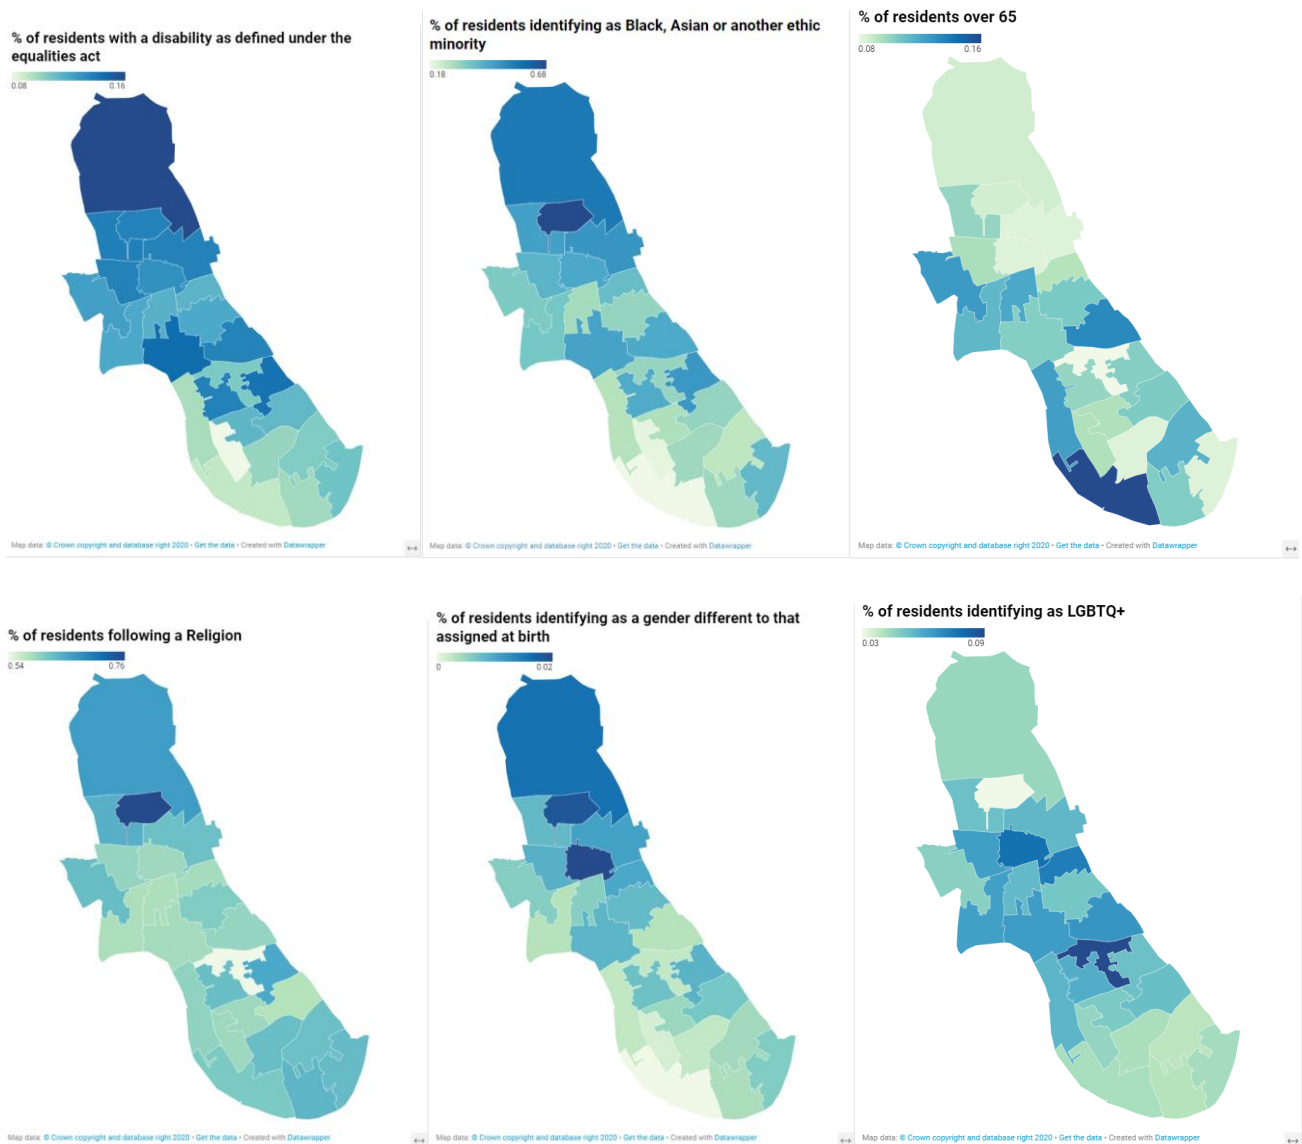 % of residents with a disability as defined under the
equalities act
0.08 0.16
Map data: © Crown copyright and database right 2020 • Get the data • Created with Datawrapper
% of residents identifying as Black, Asian or another ethic
minority
0.18 0.68
Map data: © Crown copyright and database right 2020 • Get the data • Created with Datawrapper
% of residents over 65
0.08 0.16
Map data: © Crown copyright and database right 2020 • Get the data • Created with Datawrapper
% of residents following a Religion
0.54 0.76
Map data: © Crown copyright and database right 2020 • Get the data • Created with Datawrapper
% of residents identifying as a gender different to that
assigned at birth
0 0.02
Map data: © Crown copyright and database right 2020 • Get the data • Created with Datawrapper
% of residents identifying as LGBTQ+
0.03 0.09
Map data: © Crown copyright and database right 2020 • Get the data • Created with Datawrapper